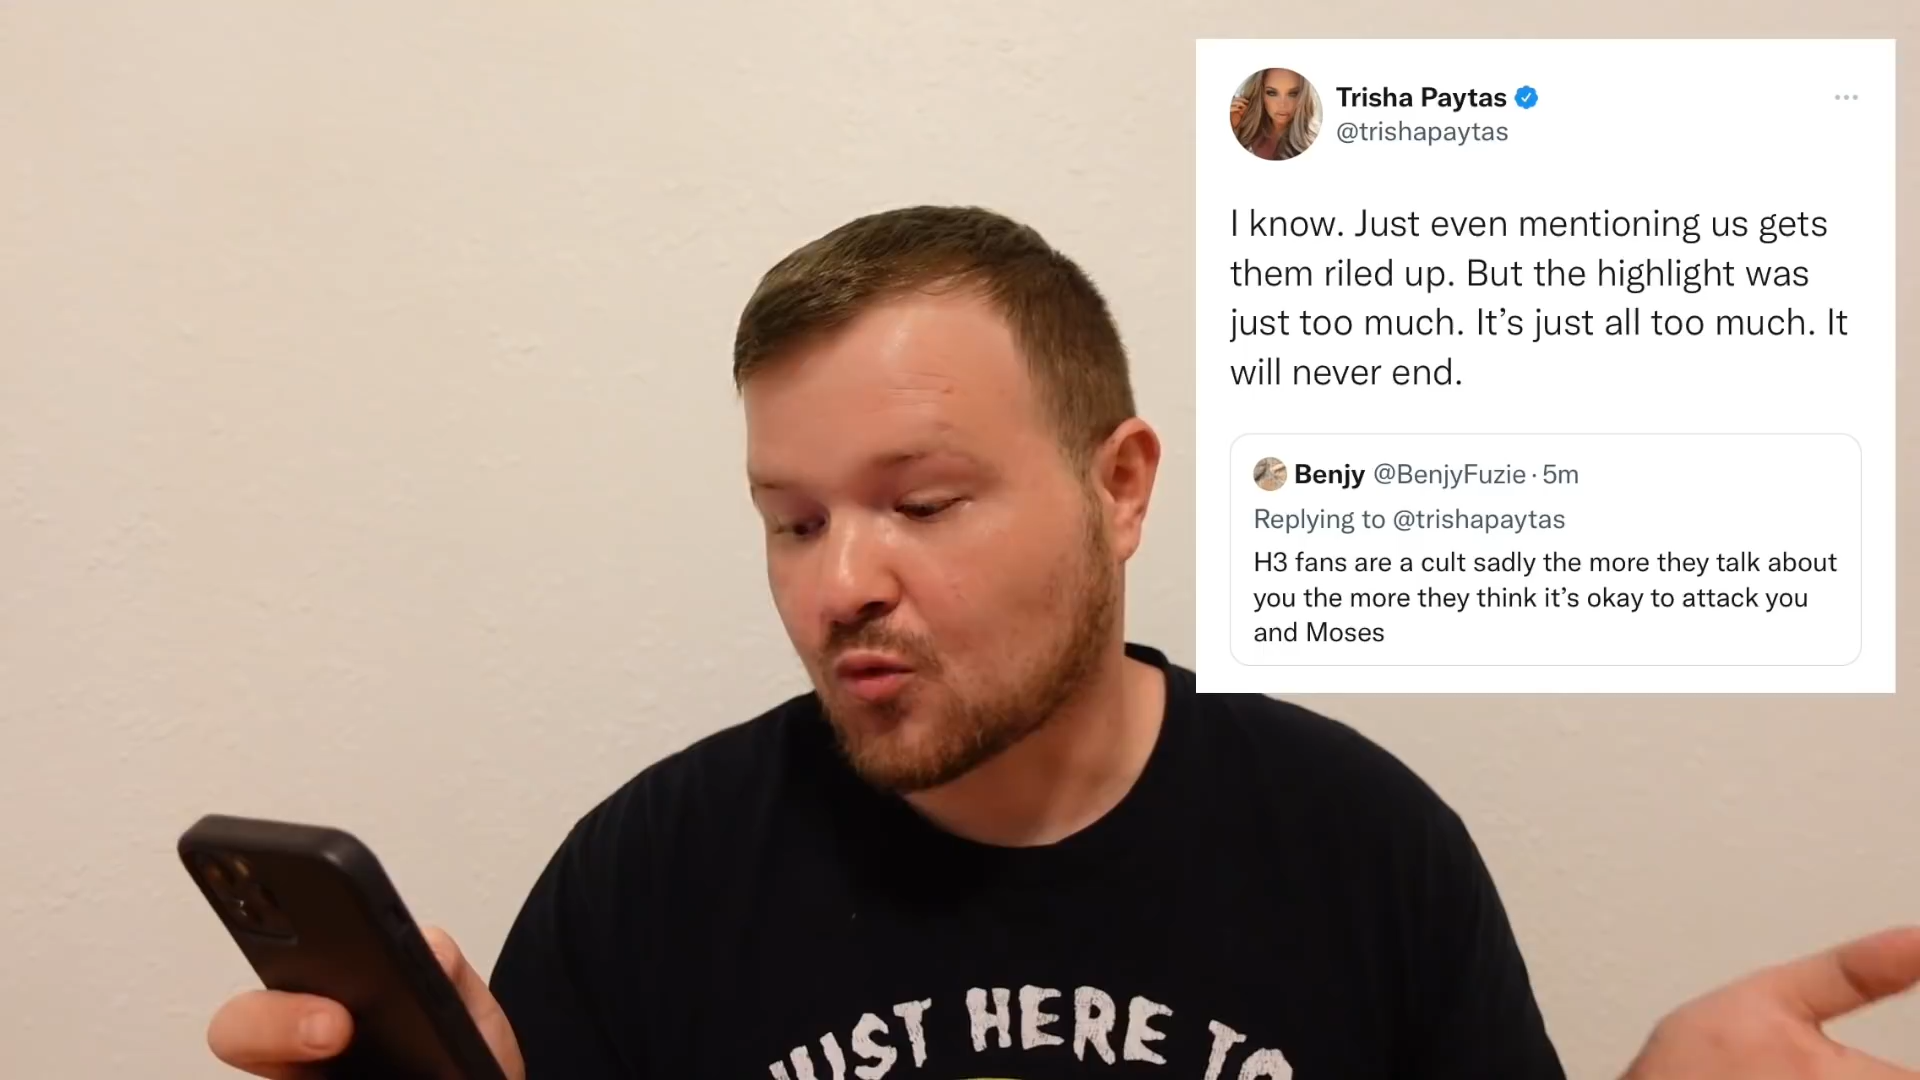 Trisha Paytas
@trishapaytas
I know. Just even mentioning us gets
them riled up. But the highlight was
just too much. It’s just all too much. It
will never end.
Benjy @BenjyFuzie · 5m
Replying to @trishapaytas
H3 fans are a cult sadly the more they talk about
you the more they think it’s okay to attack you
and Moses
JUST HERE TO